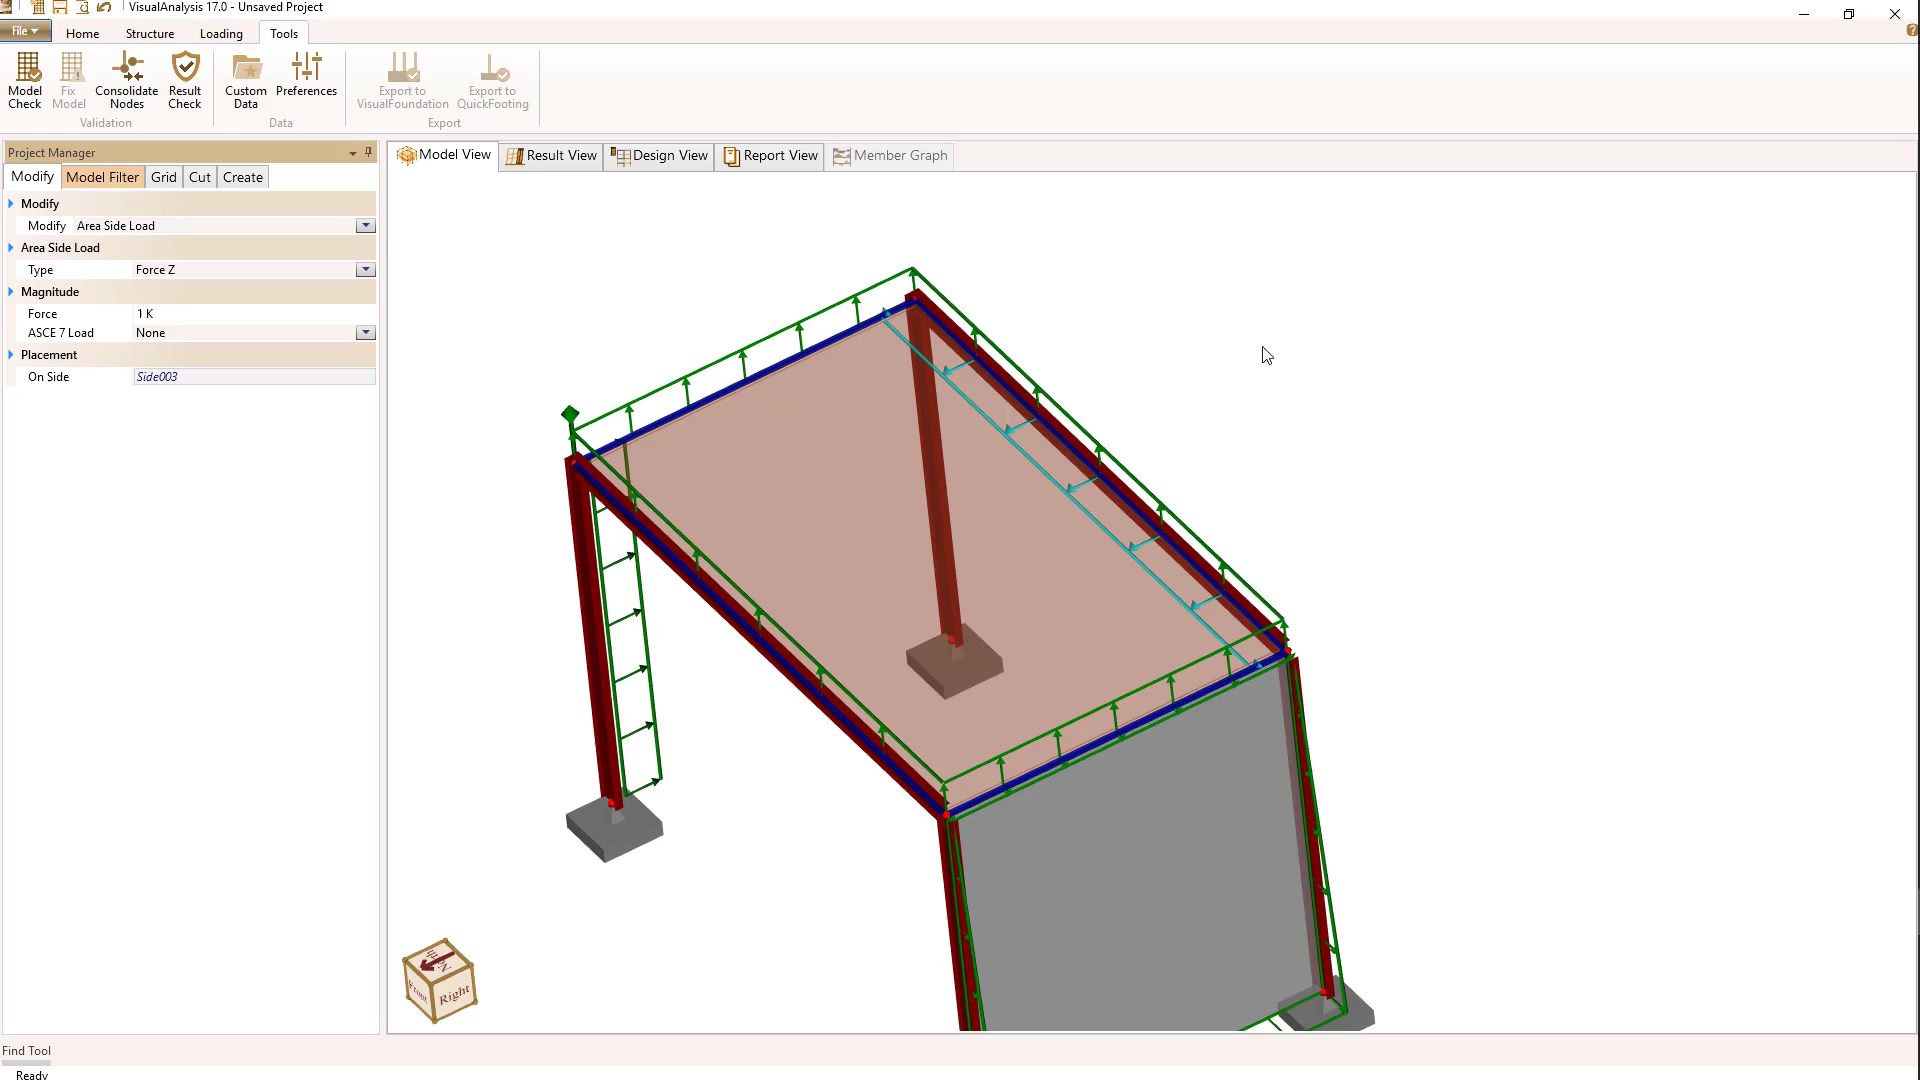 VisualAnalysis 17.0 - Unsaved Project
File Home Structure Loading Tools
Model Check
Fix Model
Consolidate Nodes
Result Check
Custom Data
Preferences
Export to VisualFoundation
Export to QuickFooting
Validation Data Export
Project Manager
Modify Model Filter Grid Cut Create
Modify
Modify Area Side Load
Area Side Load
Type Force Z
Magnitude
Force 1 K
ASCE 7 Load None
Placement
On Side Side003
Model View Result View Design View Report View Member Graph
Front
Right
Find Tool
Ready